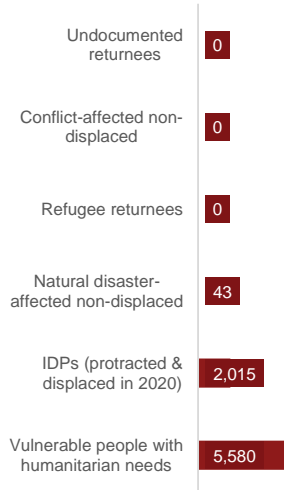 Undocumented
returnees
0
Conflict-affected non-
displaced
0
Refugee returnees
0
Natural disaster-
affected non-displaced
43
IDPs (protracted &
displaced in 2020)
2,015
Vulnerable people with
humanitarian needs
5,580